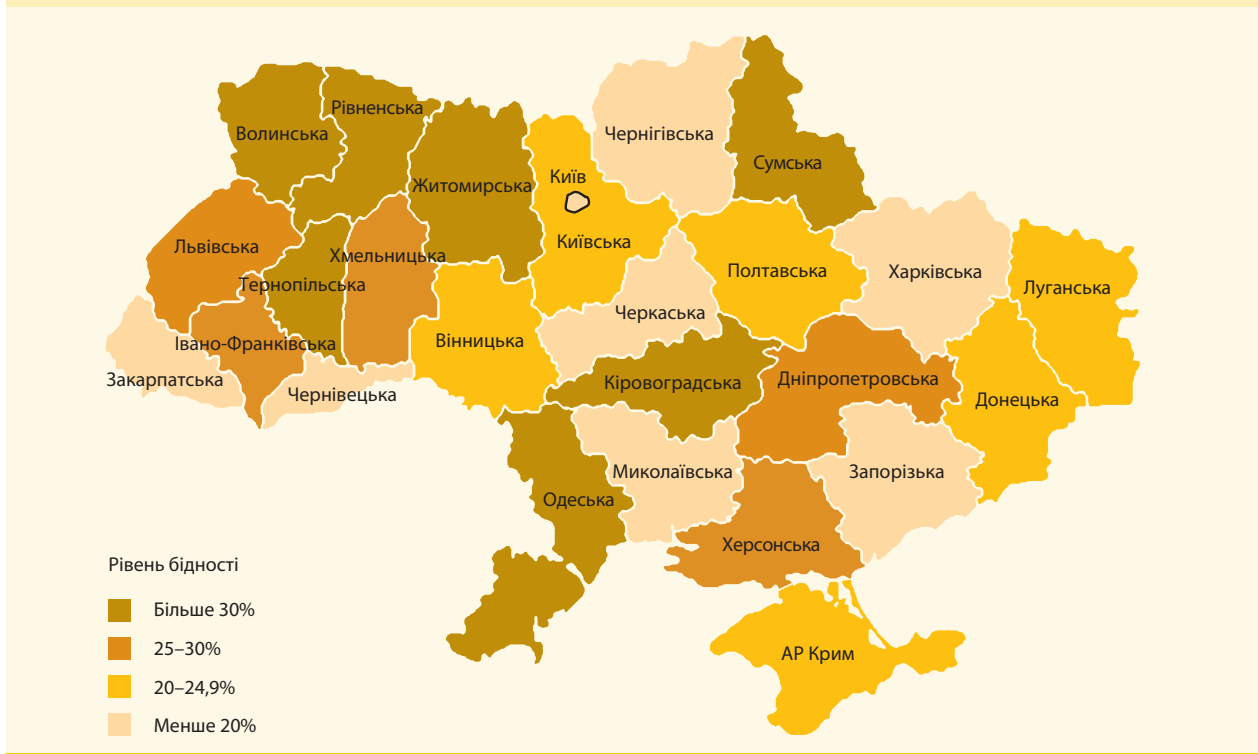 Рівненська
Волинська
Чернігівська
Сумська
Житомирська
Київ
Київська
Львівська
Хмельницька
Тернопільська
Полтавська
Харківська
Луганська
Черкаська
Вінницька
Івано-Франківська
Закарпатська
Чернівецька
Кіровоградська
Дніпропетровська
Донецька
Миколаївська
Запорізька
Одеська
Херсонська
АР Крим
Рівень бідності
Більше 30%
25–30%
20–24,9%
Менше 20%